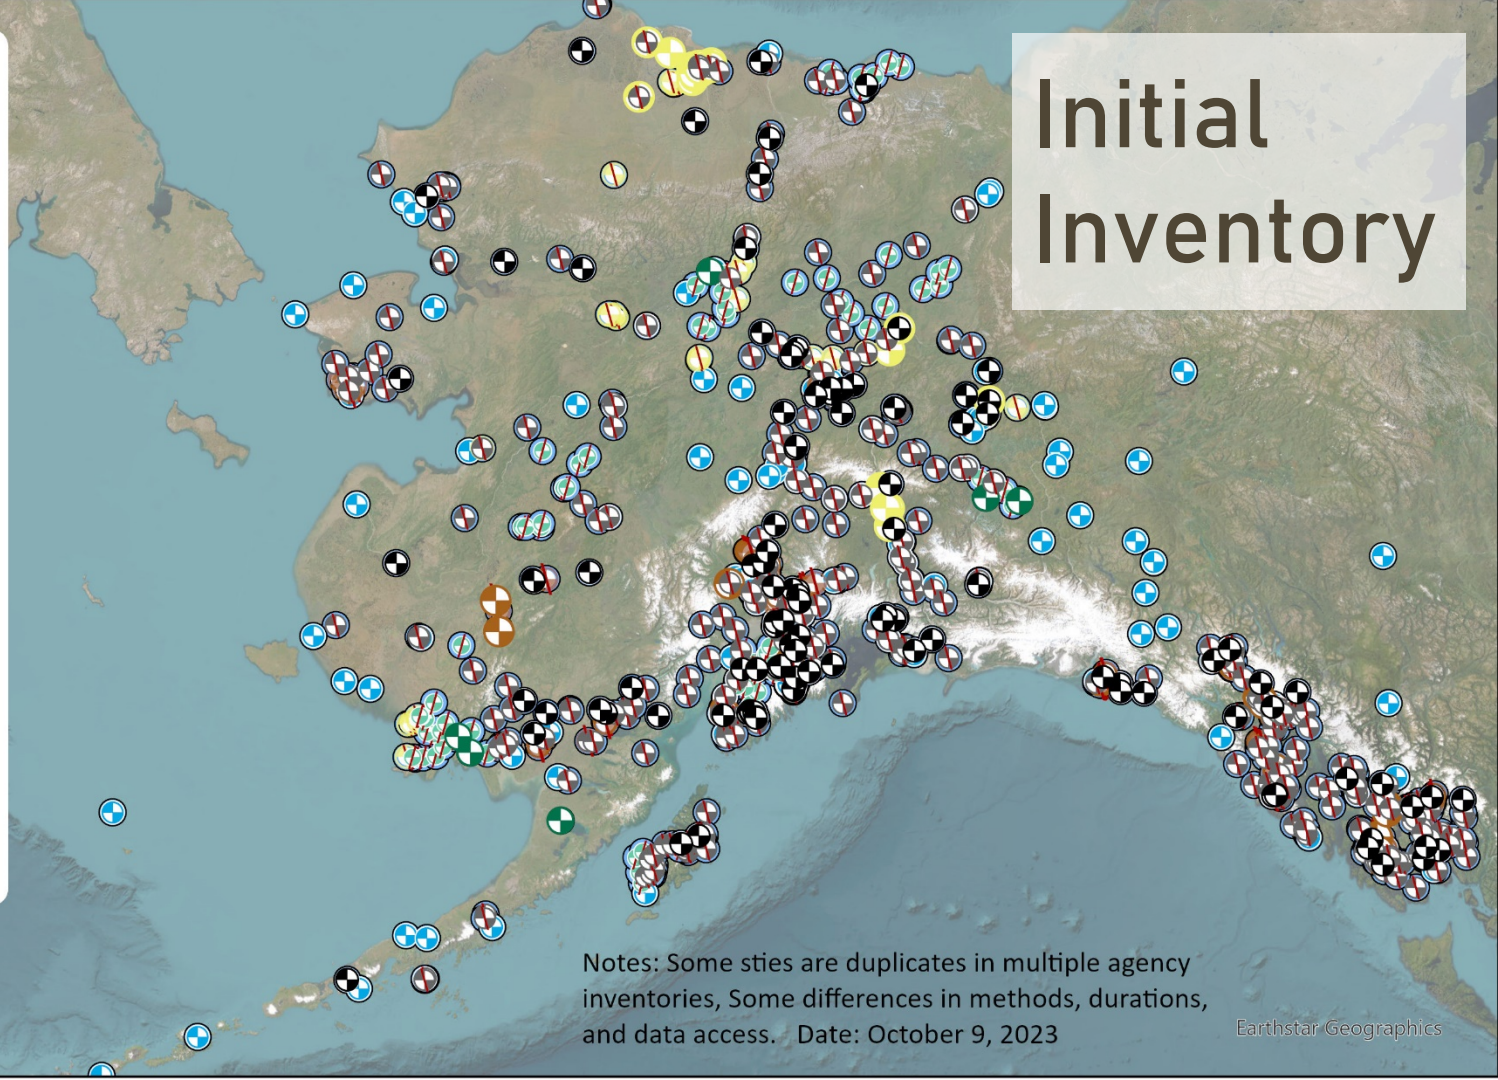 Initial
Inventory
Notes: Some sties are duplicates in multiple agency
inventories, Some differences in methods, durations,
and data access. Date: October 9, 2023
Earthstar Geographics